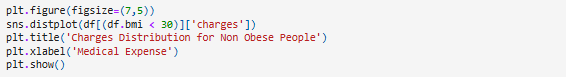 plt.figure(figsize=(7,5))
sns.distplot(df[(df.bmi < 30)]['charges'])
plt.title('Charges Distribution for Non Obese People')
plt.xlabel('Medical Expense')
plt.show()